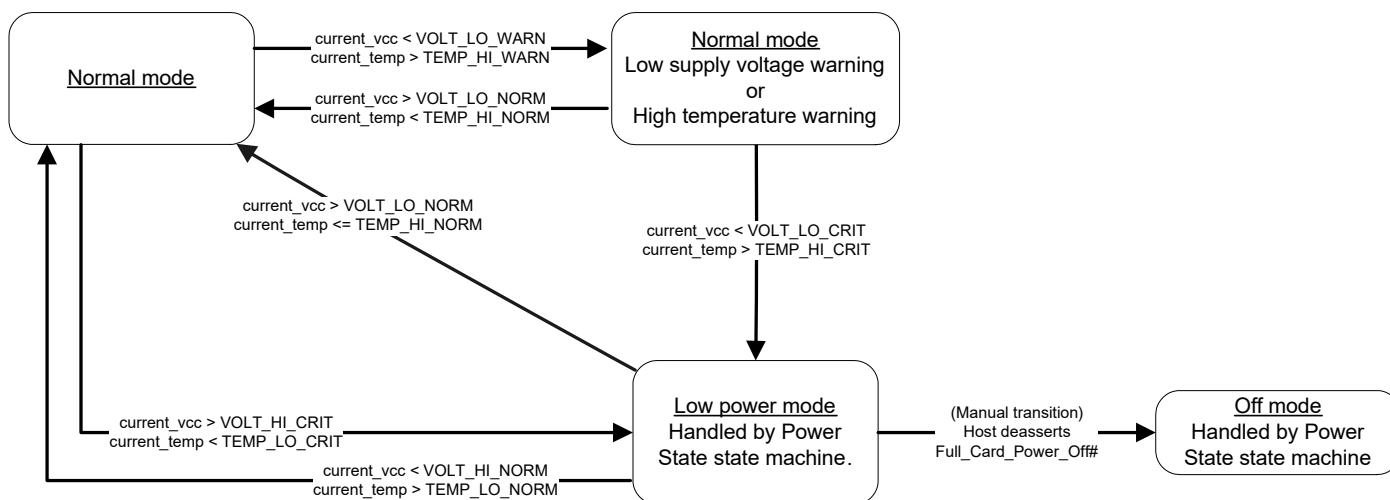 Normal mode
current_vcc < VOLT_LO_WARN
current_temp > TEMP_HI_WARN
current_vcc > VOLT_LO_NORM
current_temp < TEMP_HI_NORM
Normal mode
Low supply voltage warning
or
High temperature warning
current_vcc > VOLT_LO_NORM
current_temp <= TEMP_HI_NORM
current_vcc < VOLT_LO_CRIT
current_temp > TEMP_HI_CRIT
current_vcc > VOLT_HI_CRIT
current_temp < TEMP_LO_CRIT
current_vcc < VOLT_HI_NORM
current_temp > TEMP_LO_NORM
Low power mode
Handled by Power
State state machine.
(Manual transition)
Host deasserts
Full_Card_Power_Off#
Off mode
Handled by Power
State state machine